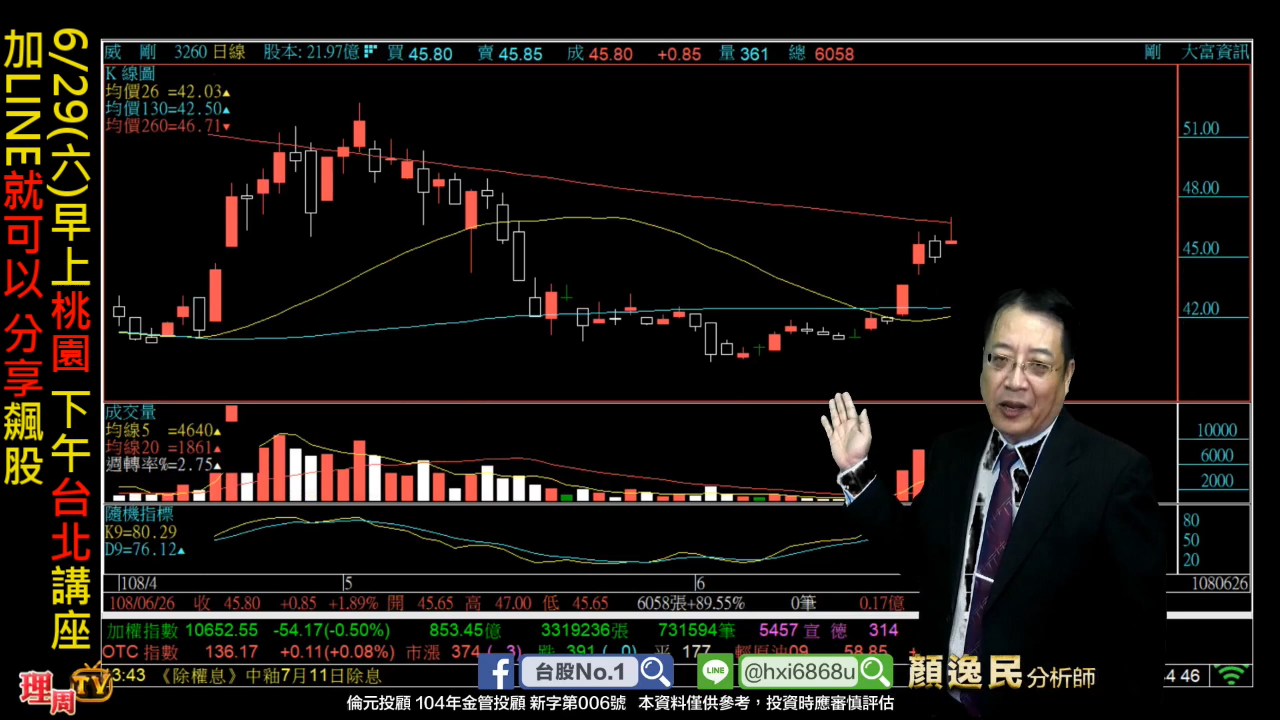 6/29(六)早上桃園 下午台北講座
加LINE就可以 分享飆股
威 剛 3260 日線 股本: 21.97億 買 45.80 賣 45.85 成 45.80 +0.85 量 361 總 6058 剛 大富資訊
K 線圖
均價26 =42.03▲
均價130=42.50▲
均價260=46.71▼
51.00
48.00
45.00
42.00
成交量
均線5 =4640▲
均線20 =1861▲
週轉率%=2.75▲
10000
6000
2000
隨機指標
K9=80.29
D9=76.12▲
80
50
20
108/4 5 6 1080626
108/06/26 收 45.80 +0.85 +1.89% 開 45.65 高 47.00 低 45.65 6058張+89.55% 0筆 0.17億
加權指數 10652.55 -54.17(-0.50%) 853.45億 3319236張 731594筆 5457 宣 德 314
OTC 指數 136.17 +0.11(+0.08%) 市漲 374 ( 3) 跌 391 ( 0) 平 177 輕原油09 58.85
3:43 《除權息》中釉7月11日除息 44 46
理周TV
台股No.1
LINE
@hxi6868u
顏逸民分析師
倫元投顧 104年金管投顧 新字第006號 本資料僅供參考，投資時應審慎評估